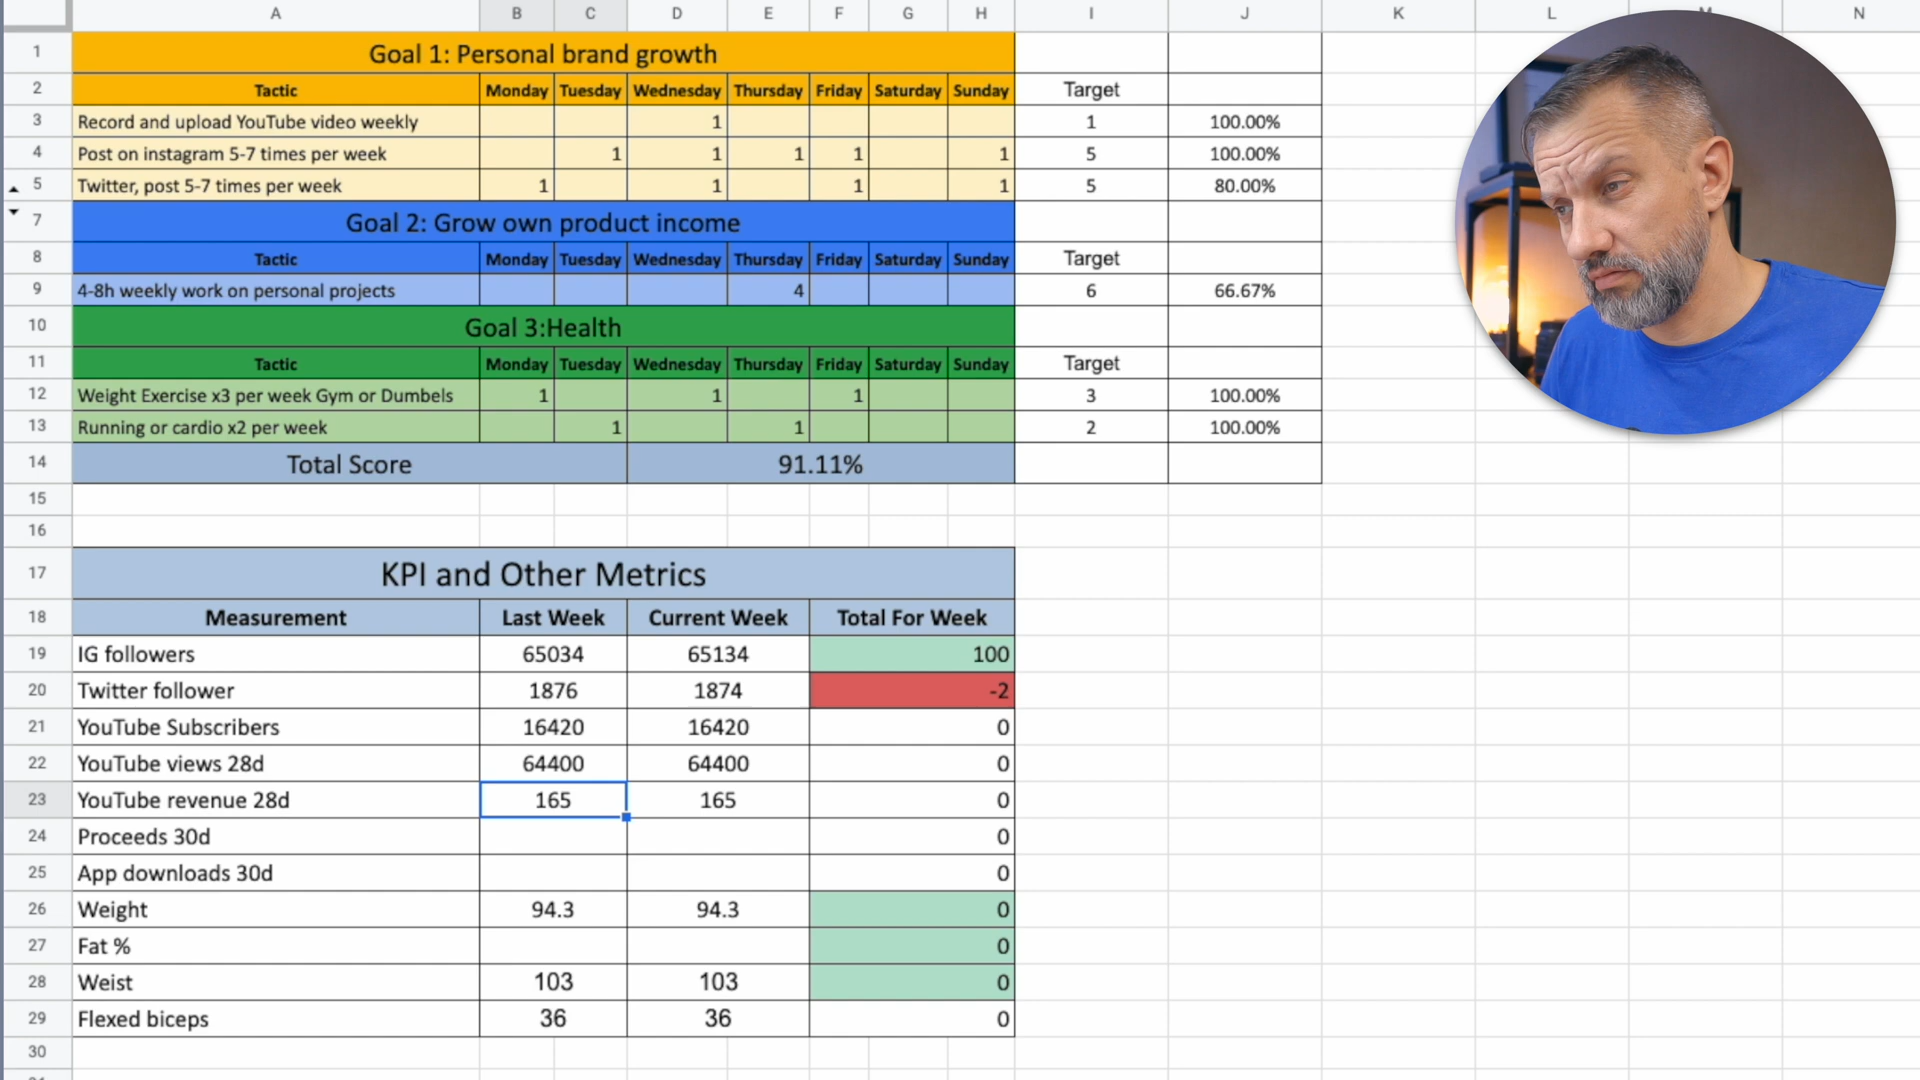 A B C D E F G H I J K L M N
1 Goal 1: Personal brand growth
2 Tactic Monday Tuesday Wednesday Thursday Friday Saturday Sunday Target
3 Record and upload YouTube video weekly 1 1 100.00%
4 Post on instagram 5-7 times per week 1 1 1 1 1 5 100.00%
5 Twitter, post 5-7 times per week 1 1 1 1 5 80.00%
7 Goal 2: Grow own product income
8 Tactic Monday Tuesday Wednesday Thursday Friday Saturday Sunday Target
9 4-8h weekly work on personal projects 4 6 66.67%
10 Goal 3:Health
11 Tactic Monday Tuesday Wednesday Thursday Friday Saturday Sunday Target
12 Weight Exercise x3 per week Gym or Dumbels 1 1 1 3 100.00%
13 Running or cardio x2 per week 1 1 2 100.00%
14 Total Score 91.11%
15
16
17 KPI and Other Metrics
18 Measurement Last Week Current Week Total For Week
19 IG followers 65034 65134 100
20 Twitter follower 1876 1874 -2
21 YouTube Subscribers 16420 16420 0
22 YouTube views 28d 64400 64400 0
23 YouTube revenue 28d 165 165 0
24 Proceeds 30d 0
25 App downloads 30d 0
26 Weight 94.3 94.3 0
27 Fat % 0
28 Weist 103 103 0
29 Flexed biceps 36 36 0
30